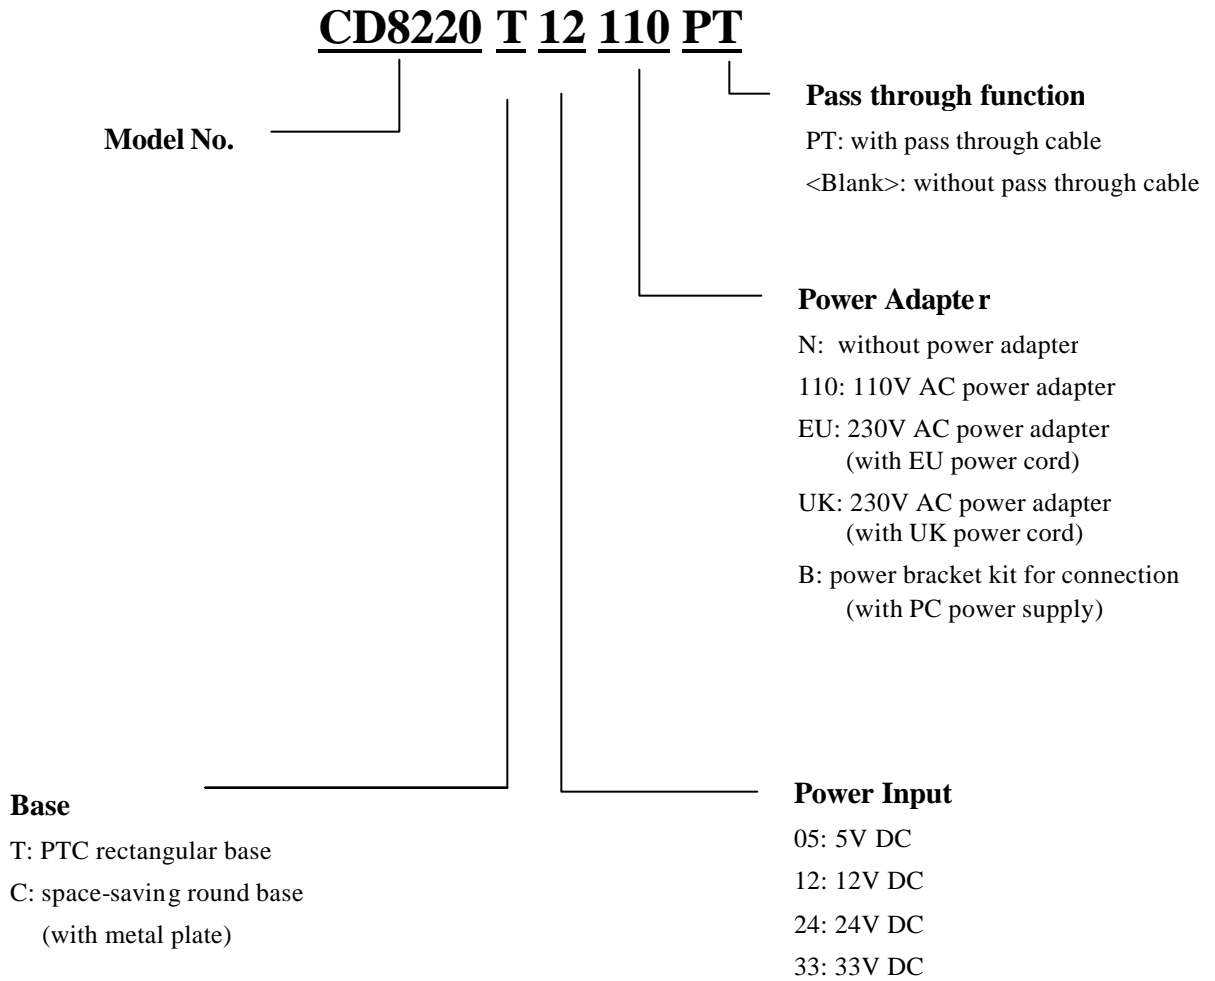 CD8220 T 12 110 PT
Model No.
Pass through function
PT: with pass through cable
<Blank>: without pass through cable
Power Adapter
N: without power adapter
110: 110V AC power adapter
EU: 230V AC power adapter
(with EU power cord)
UK: 230V AC power adapter
(with UK power cord)
B: power bracket kit for connection
(with PC power supply)
Base
T: PTC rectangular base
C: space-saving round base
(with metal plate)
Power Input
05: 5V DC
12: 12V DC
24: 24V DC
33: 33V DC